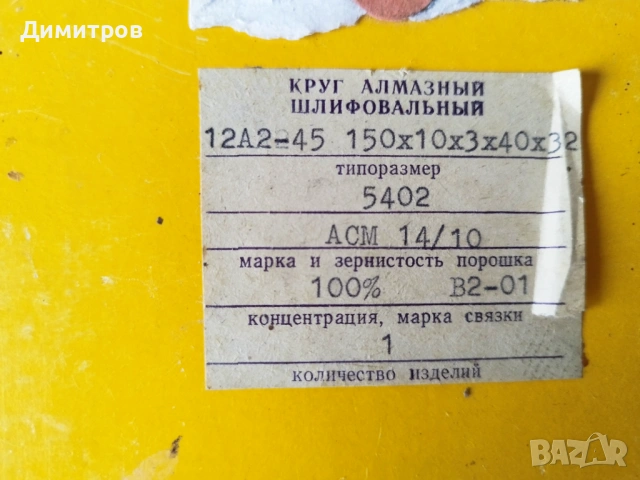 Димитров
КРУГ АЛМАЗНЫЙ
ШЛИФОВАЛЬНЫЙ
12А2-45 150х10х3х40х32
типоразмер
5402
АСМ 14/10
марка и зернистость порошка
100% В2-01
концентрация, марка связки
1
количество изделий
BAZAR
bg